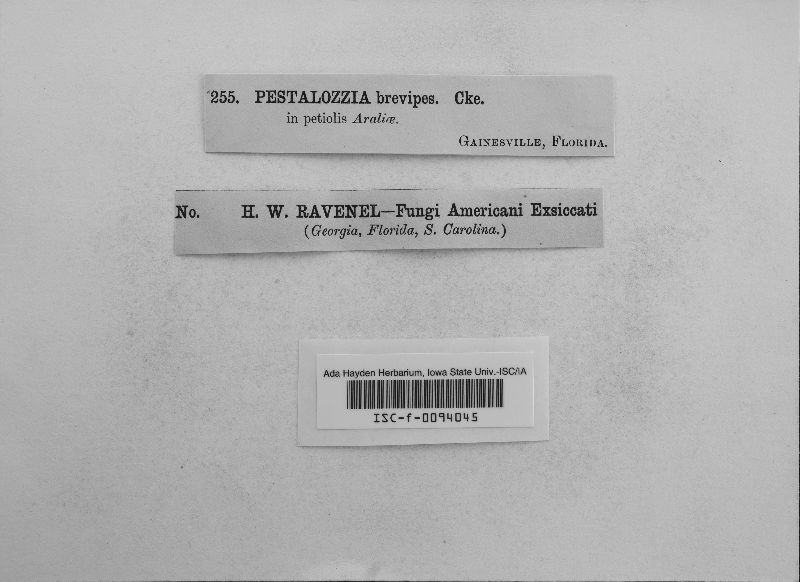 255. PESTALOZZIA brevipes. Cke.
in petiolis Araliæ.
GAINESVILLE, FLORIDA.
No. H. W. RAVENEL—Fungi Americani Exsiccati
(Georgia, Florida, S. Carolina.)
Ada Hayden Herbarium, Iowa State Univ.-ISC/IA
ISC-f-0094045